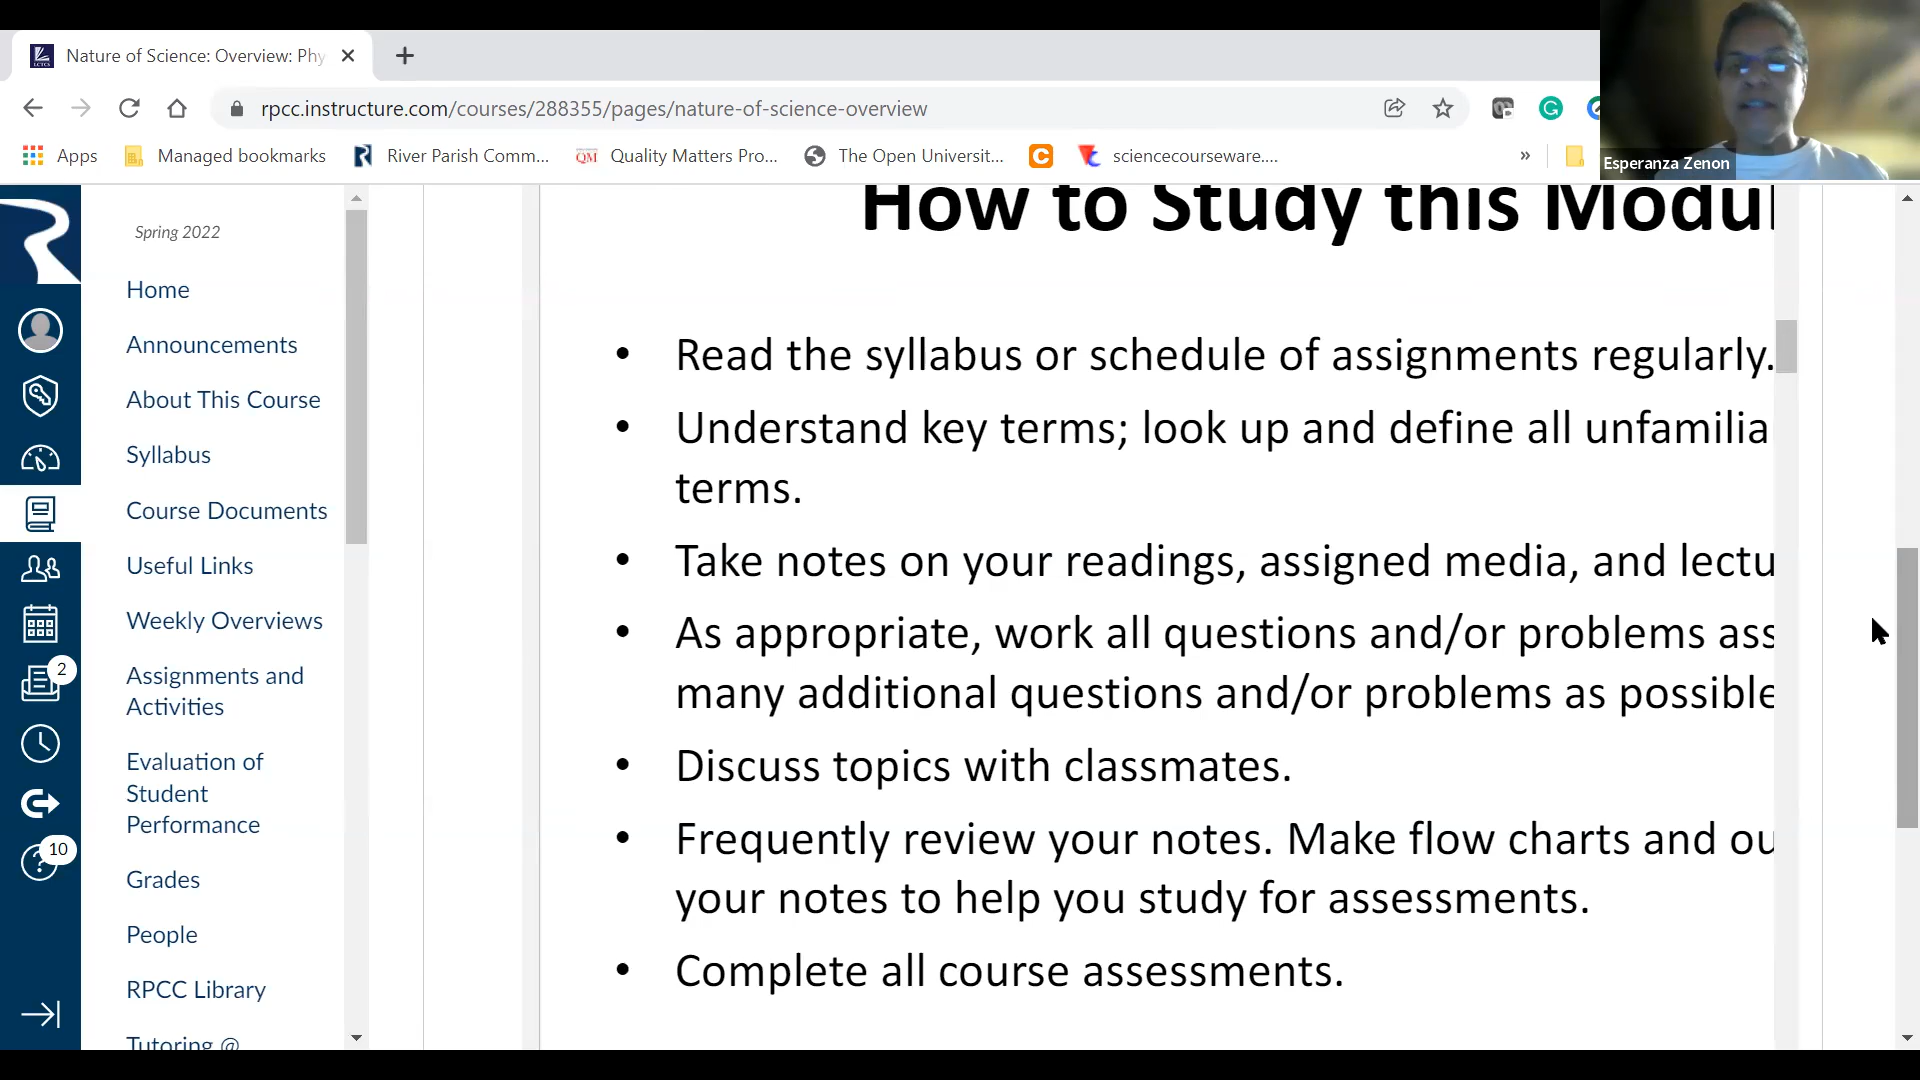 Nature of Science: Overview: Phy
rpcc.instructure.com/courses/288355/pages/nature-of-science-overview
Apps
Managed bookmarks
River Parish Comm...
QM
Quality Matters Pro...
The Open Universit...
C
sciencecourseware....
»
Esperanza Zenon
Spring 2022
Home
Announcements
About This Course
Syllabus
Course Documents
Useful Links
Weekly Overviews
2
Assignments and
Activities
Evaluation of
Student
Performance
10
Grades
People
RPCC Library
Tutoring @
How to Study this Modul
• Read the syllabus or schedule of assignments regularly.
• Understand key terms; look up and define all unfamilia
terms.
• Take notes on your readings, assigned media, and lectu
• As appropriate, work all questions and/or problems ass
many additional questions and/or problems as possible
• Discuss topics with classmates.
• Frequently review your notes. Make flow charts and ou
your notes to help you study for assessments.
• Complete all course assessments.